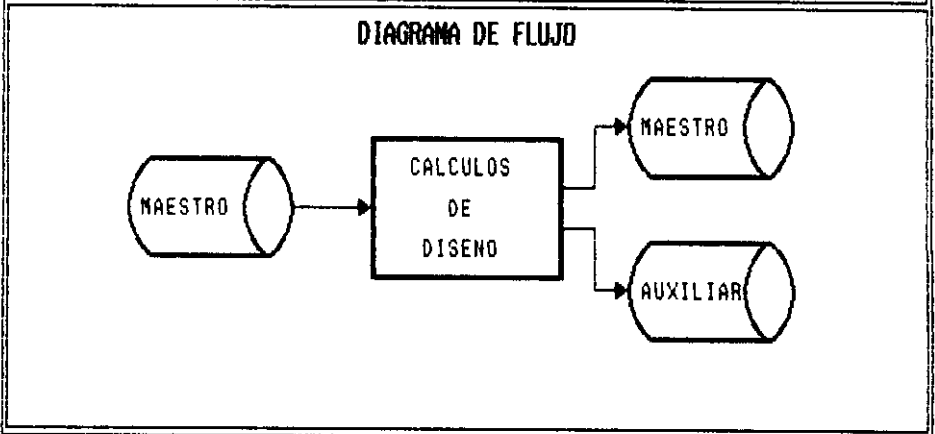 DIAGRAMA DE FLUJO
MAESTRO
CALCULOS
DE
DISENO
MAESTRO
AUXILIAR